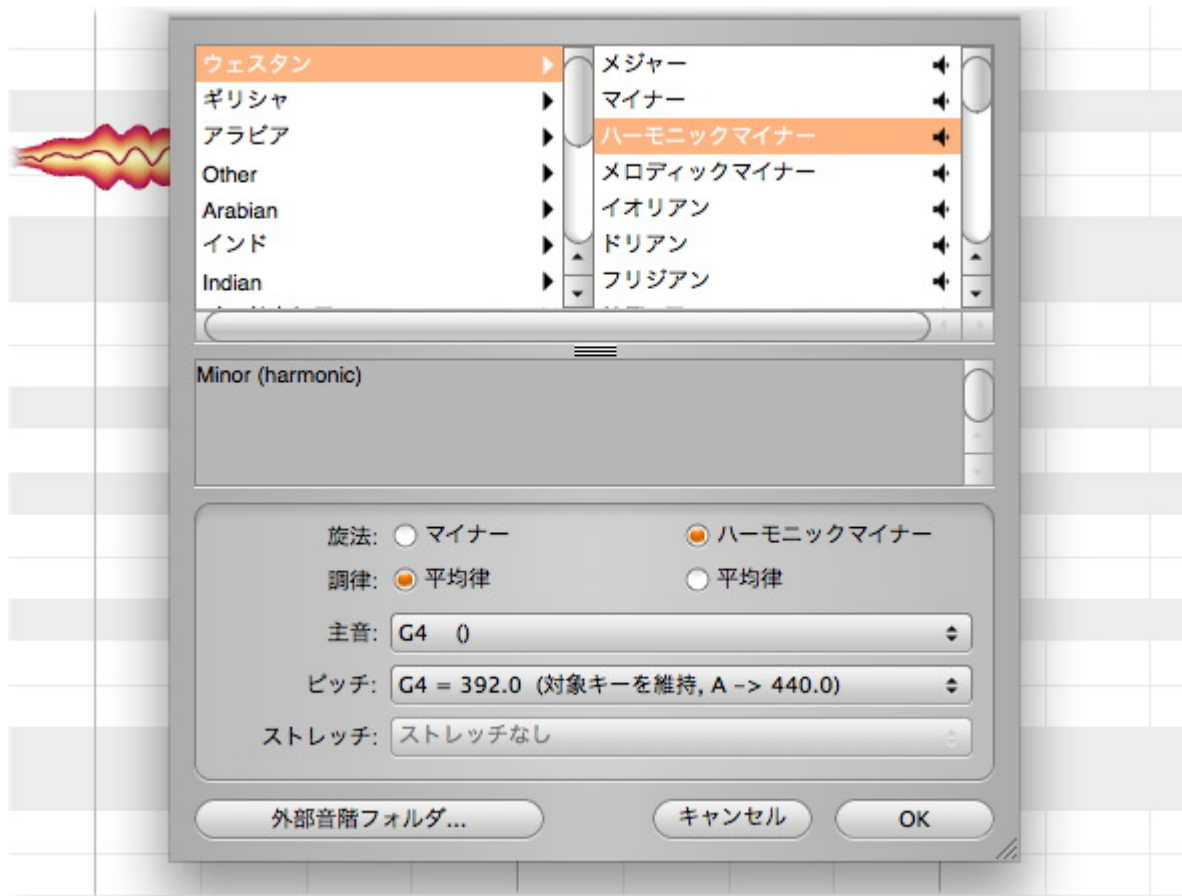 ウェスタン
ギリシャ
アラビア
Other
Arabian
インド
Indian
メジャー
マイナー
ハーモニックマイナー
メロディックマイナー
イオリアン
ドリアン
フリジアン
Minor (harmonic)
旋法: マイナー ハーモニックマイナー
調律: 平均律 平均律
主音: G4 ()
ピッチ: G4 = 392.0 (対象キーを維持, A -> 440.0)
ストレッチ: ストレッチなし
外部音階フォルダ... キャンセル OK